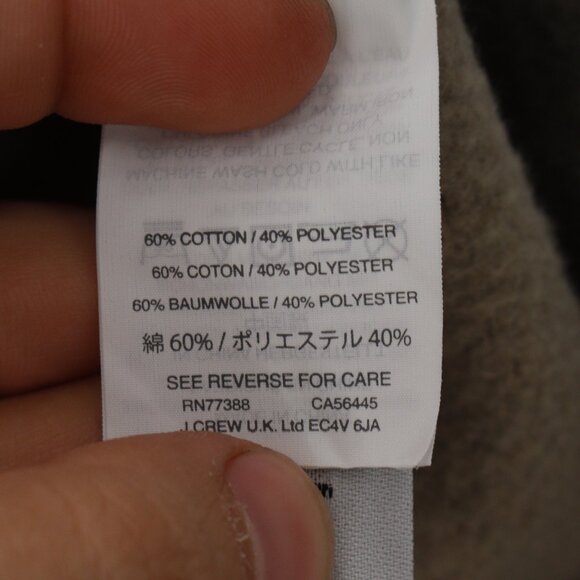 60% COTTON / 40% POLYESTER
60% COTON / 40% POLYESTER
60% BAUMWOLLE / 40% POLYESTER
綿 60% / ポリエステル 40%
SEE REVERSE FOR CARE
RN77388 CA56445
J.CREW U.K. Ltd EC4V 6JA